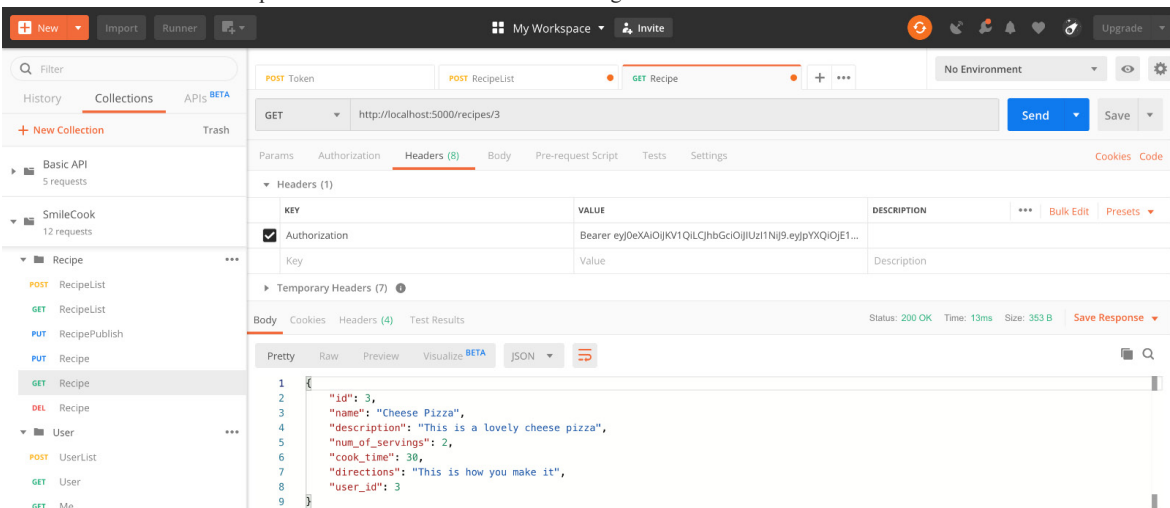 New Import Runner My Workspace Invite Upgrade
Filter
History Collections APIs BETA
+ New Collection Trash
Basic API
5 requests
SmileCook
12 requests
Recipe
POST RecipeList
GET RecipeList
PUT RecipePublish
PUT Recipe
GET Recipe
DEL Recipe
User
POST UserList
GET User
GET Me
POST Token POST RecipeList GET Recipe + ••• No Environment
GET http://localhost:5000/recipes/3 Send Save
Params Authorization Headers (8) Body Pre-request Script Tests Settings Cookies Code
Headers (1)
KEY VALUE DESCRIPTION ••• Bulk Edit Presets
Authorization Bearer eyJ0eXAiOiJKV1QiLCJhbGciOiJIUzI1NiJ9.eyJpYXQiOjE1...
Key Value Description
Temporary Headers (7)
Body Cookies Headers (4) Test Results Status: 200 OK Time: 13ms Size: 353 B Save Response
Pretty Raw Preview Visualize BETA JSON
1 {
2 "id": 3,
3 "name": "Cheese Pizza",
4 "description": "This is a lovely cheese pizza",
5 "num_of_servings": 2,
6 "cook_time": 30,
7 "directions": "This is how you make it",
8 "user_id": 3
9 }